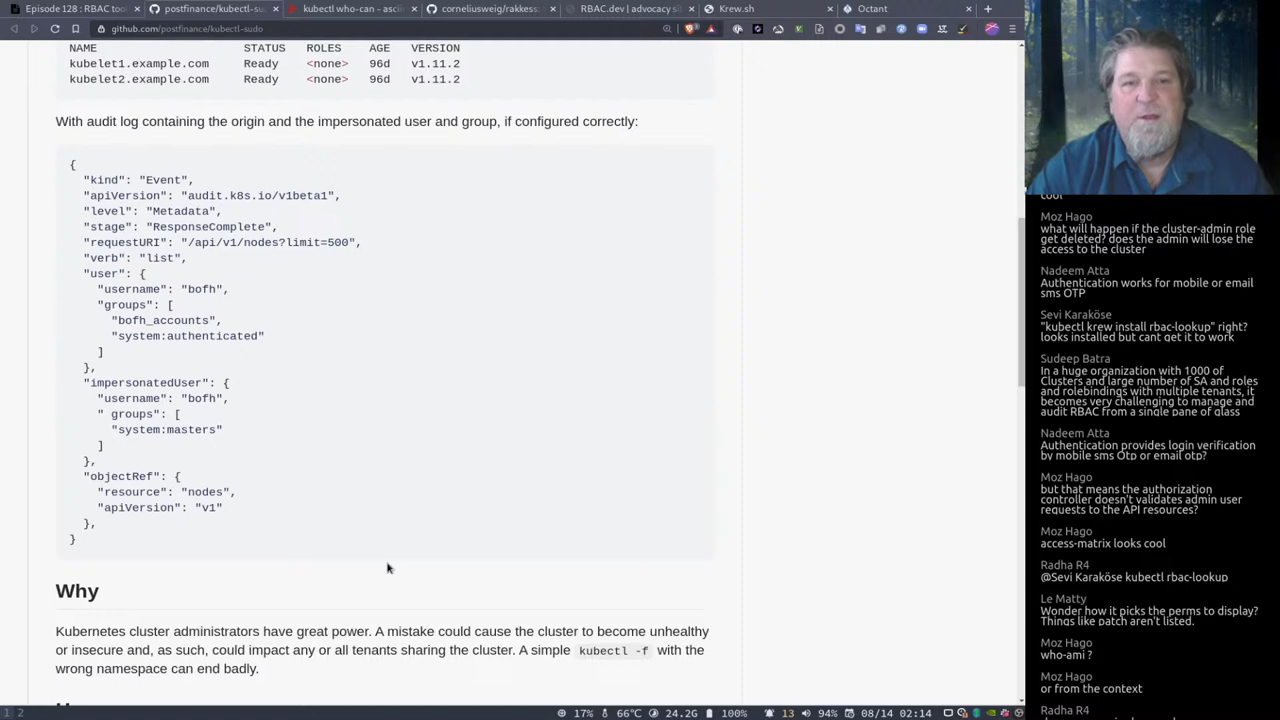 Episode 128 : RBAC tool
postfinance/kubectl-sud
kubectl who-can - ascii
corneliusweig/rakkess:
RBAC.dev | advocacy si
Krew.sh
Octant
github.com/postfinance/kubectl-sudo
NAME STATUS ROLES AGE VERSION
kubelet1.example.com Ready <none> 96d v1.11.2
kubelet2.example.com Ready <none> 96d v1.11.2
With audit log containing the origin and the impersonated user and group, if configured correctly:
{
"kind": "Event",
"apiVersion": "audit.k8s.io/v1beta1",
"level": "Metadata",
"stage": "ResponseComplete",
"requestURI": "/api/v1/nodes?limit=500",
"verb": "list",
"user": {
"username": "bofh",
"groups": [
"bofh_accounts",
"system:authenticated"
]
},
"impersonatedUser": {
"username": "bofh",
" groups": [
"system:masters"
]
},
"objectRef": {
"resource": "nodes",
"apiVersion": "v1"
},
}
Why
Kubernetes cluster administrators have great power. A mistake could cause the cluster to become unhealthy
or insecure and, as such, could impact any or all tenants sharing the cluster. A simple kubectl -f with the
wrong namespace can end badly.
cool
Moz Hago
what will happen if the cluster-admin role
get deleted? does the admin will lose the
access to the cluster
Nadeem Atta
Authentication works for mobile or email
sms OTP
Sevi Karaköse
"kubectl krew install rbac-lookup" right?
looks installed but cant get it to work
Sudeep Batra
In a huge organization with 1000 of
Clusters and large number of SA and roles
and rolebindings with multiple tenants, it
becomes very challenging to manage and
audit RBAC from a single pane of glass
Nadeem Atta
Authentication provides login verification
by mobile sms Otp or email otp?
Moz Hago
but that means the authorization
controller doesn't validates admin user
requests to the API resources?
Moz Hago
access-matrix looks cool
Radha R4
@Sevi Karaköse kubectl rbac-lookup
Le Matty
Wonder how it picks the perms to display?
Things like patch aren't listed.
Moz Hago
who-ami ?
Moz Hago
or from the context
Radha R4
1 2
17% 66°C 24.2G 100% 13 94% 08/14 02:14